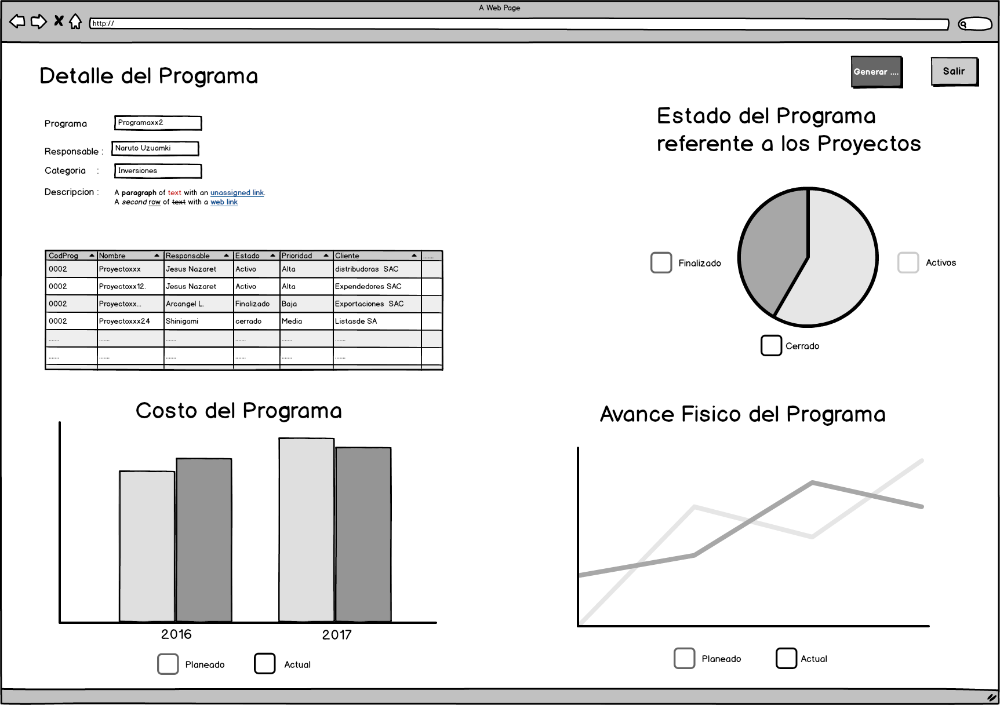 A Web Page
http://
Detalle del Programa
Generar ....
Salir
Programa
Programaxx2
Responsable :
Naruto Uzuamki
Categoria :
Inversiones
Descripcion :
A paragraph of text with an unassigned link.
A second row of text with a web link
Estado del Programa
referente a los Proyectos
Finalizado
Activos
Cerrado
CodProg Nombre Responsable Estado Prioridad Cliente .......
0002 Proyectoxxx Jesus Nazaret Activo Alta distribudoras SAC
0002 Proyectoxx12. Jesus Nazaret Activo Alta Expendedores SAC
0002 Proyectoxx... Arcangel L. Finalizado Baja Exportaciones SAC
0002 Proyectoxxx24 Shinigami cerrado Media Listasde SA
....... ....... ....... ....... ....... .......
....... ....... ....... ....... ....... .......
Costo del Programa
2016 2017
Planeado Actual
Avance Fisico del Programa
Planeado Actual